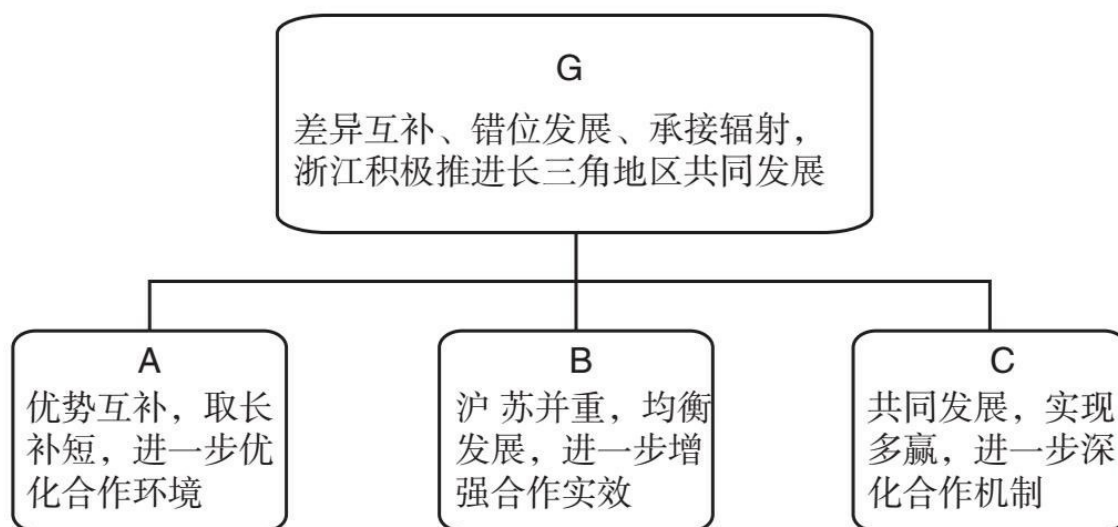 G
差异互补、错位发展、承接辐射，
浙江积极推进长三角地区共同发展
A
优势互补，取长
补短，进一步优
化合作环境
B
沪 苏并重，均衡
发展，进一步增
强合作实效
C
共同发展，实现
多赢，进一步深
化合作机制